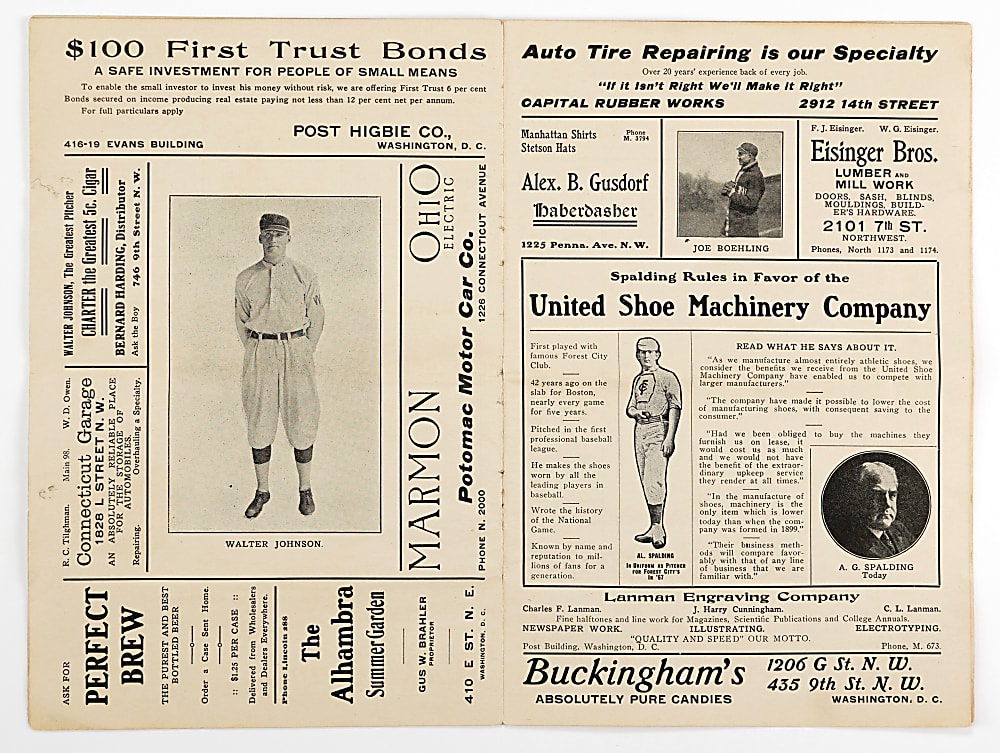 $100 First Trust Bonds
A SAFE INVESTMENT FOR PEOPLE OF SMALL MEANS
To enable the small investor to invest his money without risk, we are offering First Trust 6 per cent
Bonds secured on income producing real estate paying not less than 12 per cent net per annum.
For full particulars apply
POST HIGBIE CO.,
416-19 EVANS BUILDING
WASHINGTON, D. C.
WALTER JOHNSON, The Greatest Pitcher
CHARTER the Greatest 5c. Cigar
BERNARD HARDING, Distributor
Ask the Boy 746 9th Street N. W.
R. C. Tilghman. Main 98. W. D. Owen.
Connecticut Garage
1828 L STREET N. W.
AN ABSOLUTELY RELIABLE PLACE
FOR THE STORAGE OF
AUTOMOBILES.
Repairing. Overhauling a Specialty.
WALTER JOHNSON.
MARMON
OHIO
ELECTRIC
Potomac Motor Car Co.
PHONE N. 2000
1226 CONNECTICUT AVENUE
ASK FOR
PERFECT
BREW
THE PUREST AND BEST
BOTTLED BEER
Order a Case Sent Home.
:: $1.25 PER CASE ::
Delivered from Wholesalers
and Dealers Everywhere.
Phone Lincoln 288
The
Alhambra
Summer Garden
GUS W. BRAHLER
PROPRIETOR
410 E ST. N. E.
WASHINGTON, D. C.
Auto Tire Repairing is our Specialty
Over 20 years' experience back of every job.
"If it Isn't Right We'll Make it Right"
CAPITAL RUBBER WORKS 2912 14th STREET
Manhattan Shirts
Stetson Hats
Phone
M. 3794
Alex. B. Gusdorf
Haberdasher
1225 Penna. Ave. N. W.
JOE BOEHLING
F. J. Eisinger. W. G. Eisinger.
Eisinger Bros.
LUMBER AND
MILL WORK
DOORS, SASH, BLINDS,
MOULDINGS, BUILD-
ER'S HARDWARE.
2101 7th ST.
NORTHWEST.
Phones, North 1173 and 1174.
Spalding Rules in Favor of the
United Shoe Machinery Company
First played with
famous Forest City
Club.
42 years ago on the
slab for Boston,
nearly every game
for five years.
Pitched in the first
professional baseball
league.
He makes the shoes
worn by all the
leading players in
baseball.
Wrote the history
of the National
Game.
Known by name and
reputation to mil-
lions of fans for a
generation.
FC
AL. SPALDING
IN UNIFORM AS PITCHER
FOR FOREST CITY'S
IN '67
READ WHAT HE SAYS ABOUT IT.
"As we manufacture almost entirely athletic shoes, we
consider the benefits we receive from the United Shoe
Machinery Company have enabled us to compete with
larger manufacturers."
"The company have made it possible to lower the cost
of manufacturing shoes, with consequent saving to the
consumer."
"Had we been obliged to buy the machines they
furnish us on lease, it
would cost us as much
and we would not have
the benefit of the extraor-
dinary upkeep service
they render at all times."
"In the manufacture of
shoes, machinery is the
only item which is lower
today than when the com-
pany was formed in 1899."
"Their business meth-
ods will compare favor-
ably with that of any line
of business that we are
familiar with."
A. G. SPALDING
Today
Lanman Engraving Company
Charles F. Lanman. J. Harry Cunningham. C. L. Lanman.
Fine halftones and line work for Magazines, Scientific Publications and College Annuals.
NEWSPAPER WORK. ILLUSTRATING. ELECTROTYPING.
"QUALITY AND SPEED" OUR MOTTO.
Post Building, Washington, D. C. Phone, M. 673.
Buckingham's
ABSOLUTELY PURE CANDIES
1206 G St. N. W.
435 9th St. N. W.
WASHINGTON, D. C.